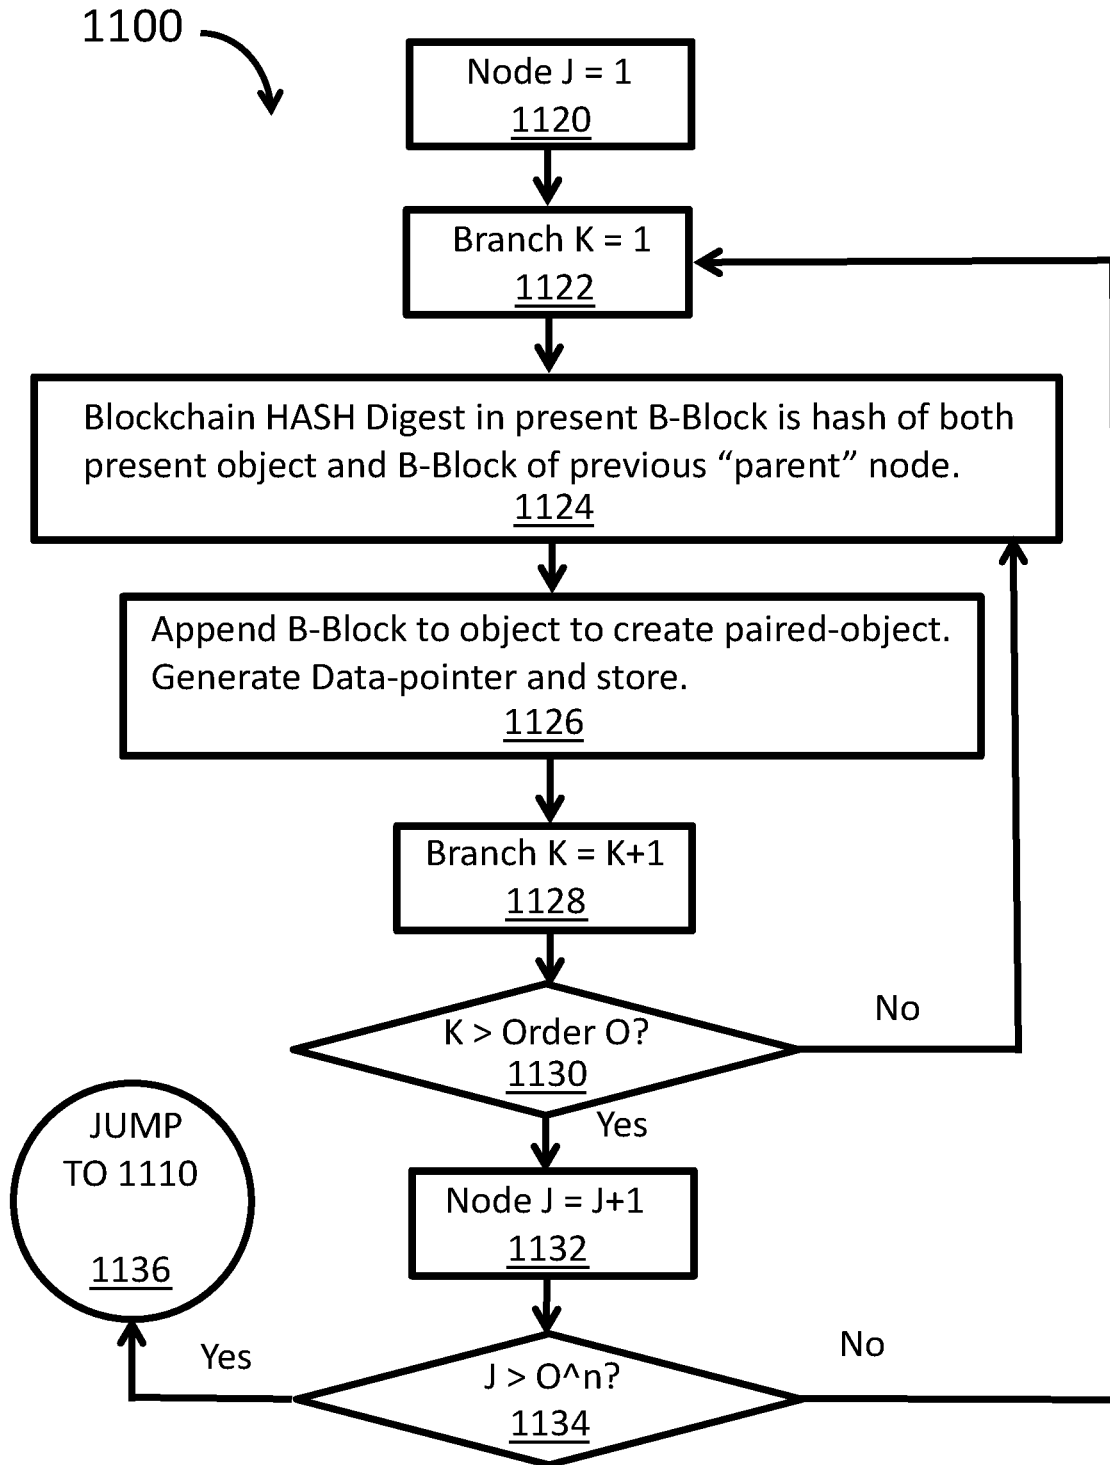 1100
Node J = 1
1120
Branch K = 1
1122
Blockchain HASH Digest in present B-Block is hash of both
present object and B-Block of previous “parent” node.
1124
Append B-Block to object to create paired-object.
Generate Data-pointer and store.
1126
Branch K = K+1
1128
K > Order O?
1130
No
Yes
JUMP
TO 1110
1136
Node J = J+1
1132
Yes
J > O^n?
1134
No